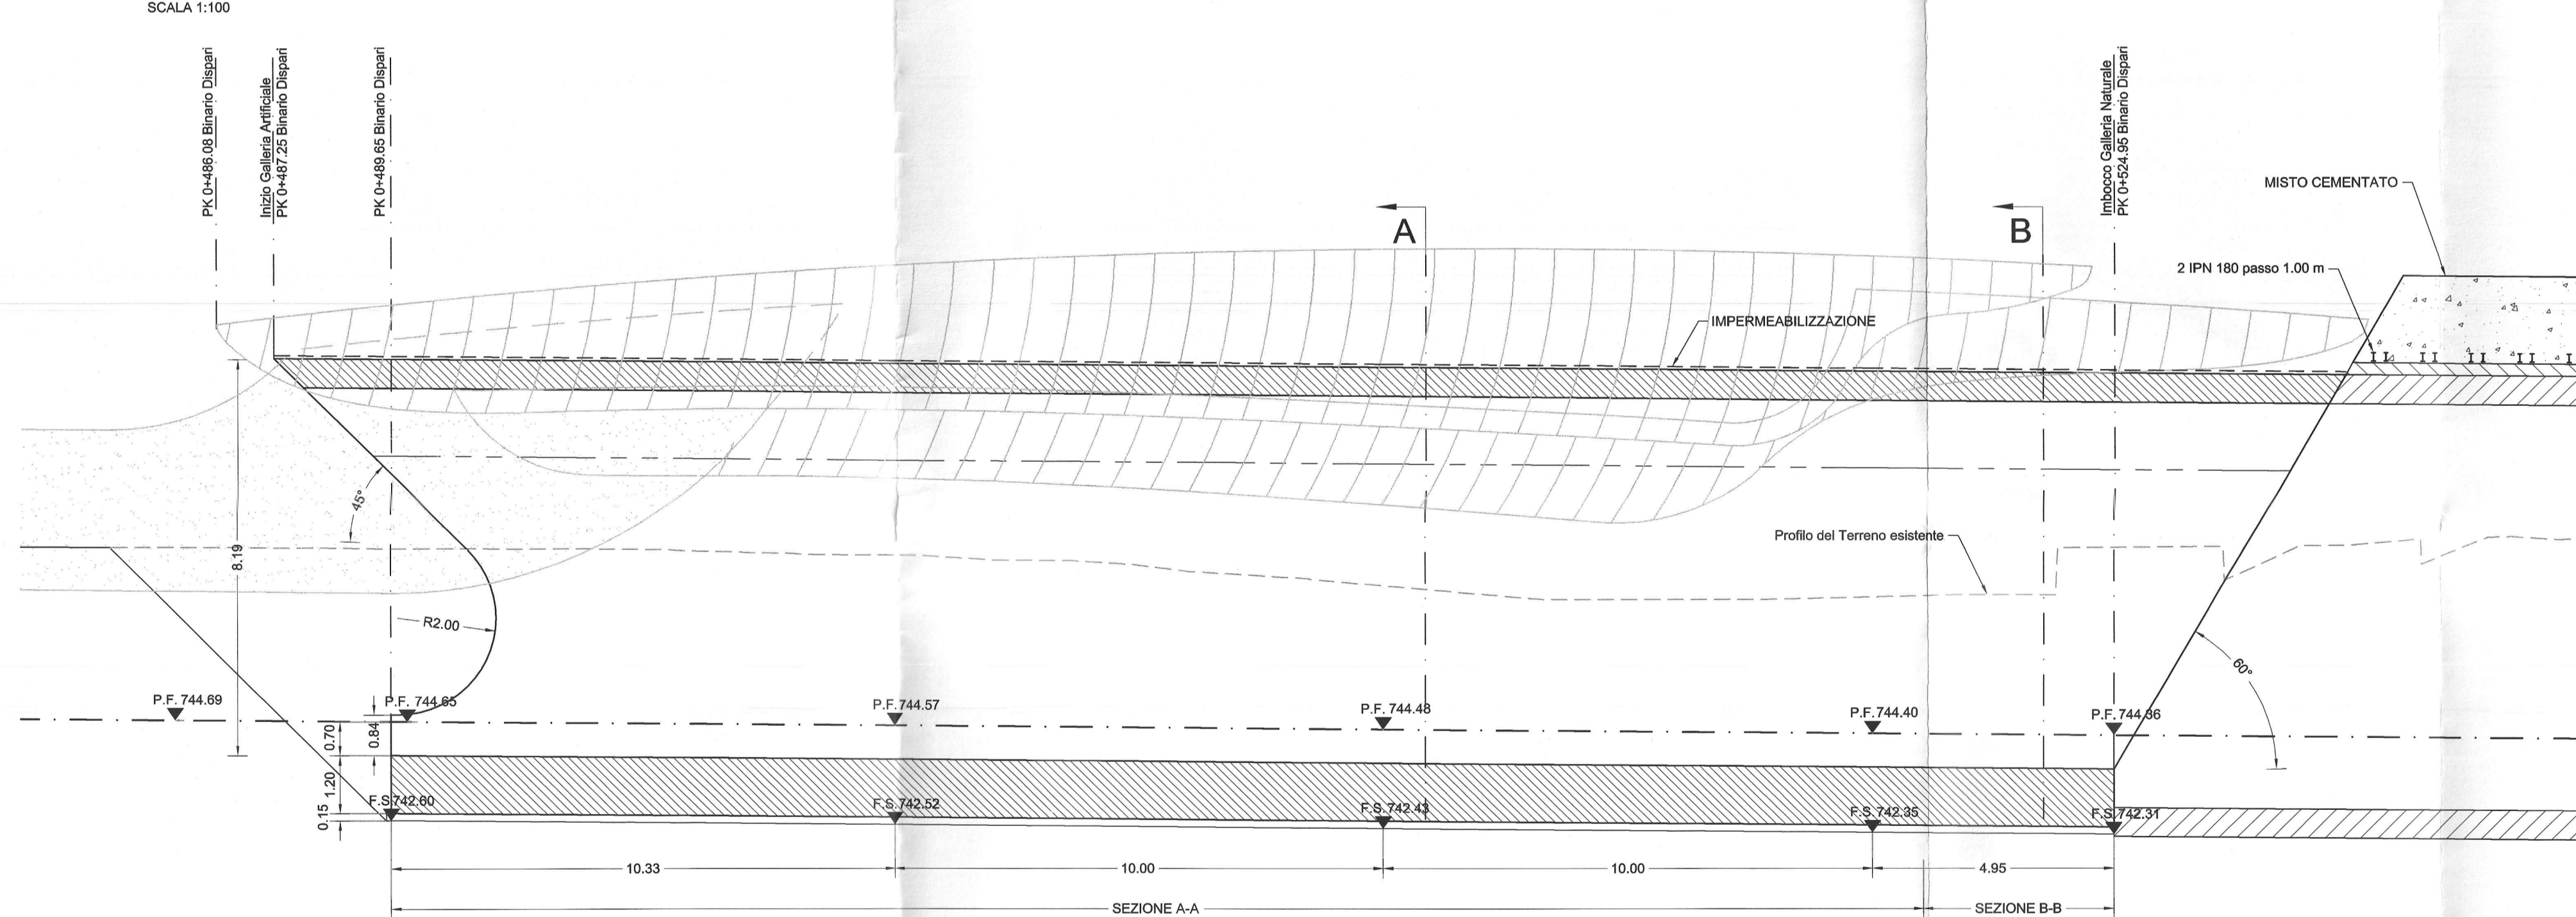 SCALA 1:100
PK 0+486.08 Binario Dispari
Inizio Galleria Artificiale
PK 0+487.25 Binario Dispari
PK 0+489.65 Binario Dispari
Imbocco Galleria Naturale
PK 0+524.95 Binario Dispari
MISTO CEMENTATO
A
B
2 IPN 180 passo 1.00 m
IMPERMEABILIZZAZIONE
45°
8.19
Profilo del Terreno esistente
R2.00
60°
P.F. 744.69
P.F. 744.65
P.F. 744.57
P.F. 744.48
P.F. 744.40
P.F. 744.36
0.70
0.84
1.20
0.15
F.S. 742.60
F.S. 742.52
F.S. 742.43
F.S. 742.35
F.S. 742.31
10.33
10.00
10.00
4.95
SEZIONE A-A
SEZIONE B-B